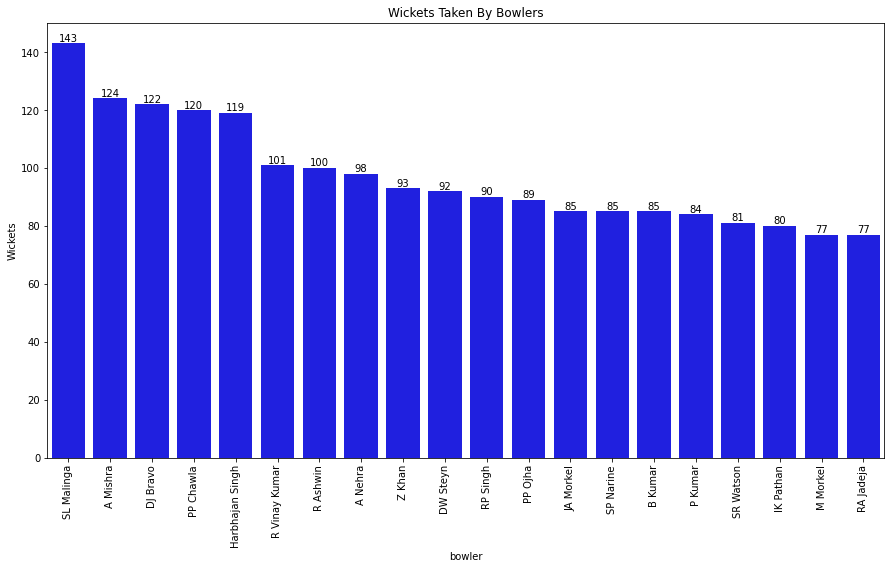 Wickets Taken By Bowlers
Wickets
140
120
100
80
60
40
20
0
143
124
122
120
119
101
100
98
93
92
90
89
85
85
85
84
81
80
77
77
SL Malinga
A Mishra
DJ Bravo
PP Chawla
Harbhajan Singh
R Vinay Kumar
R Ashwin
A Nehra
Z Khan
DW Steyn
RP Singh
PP Ojha
JA Morkel
SP Narine
B Kumar
P Kumar
SR Watson
IK Pathan
M Morkel
RA Jadeja
bowler